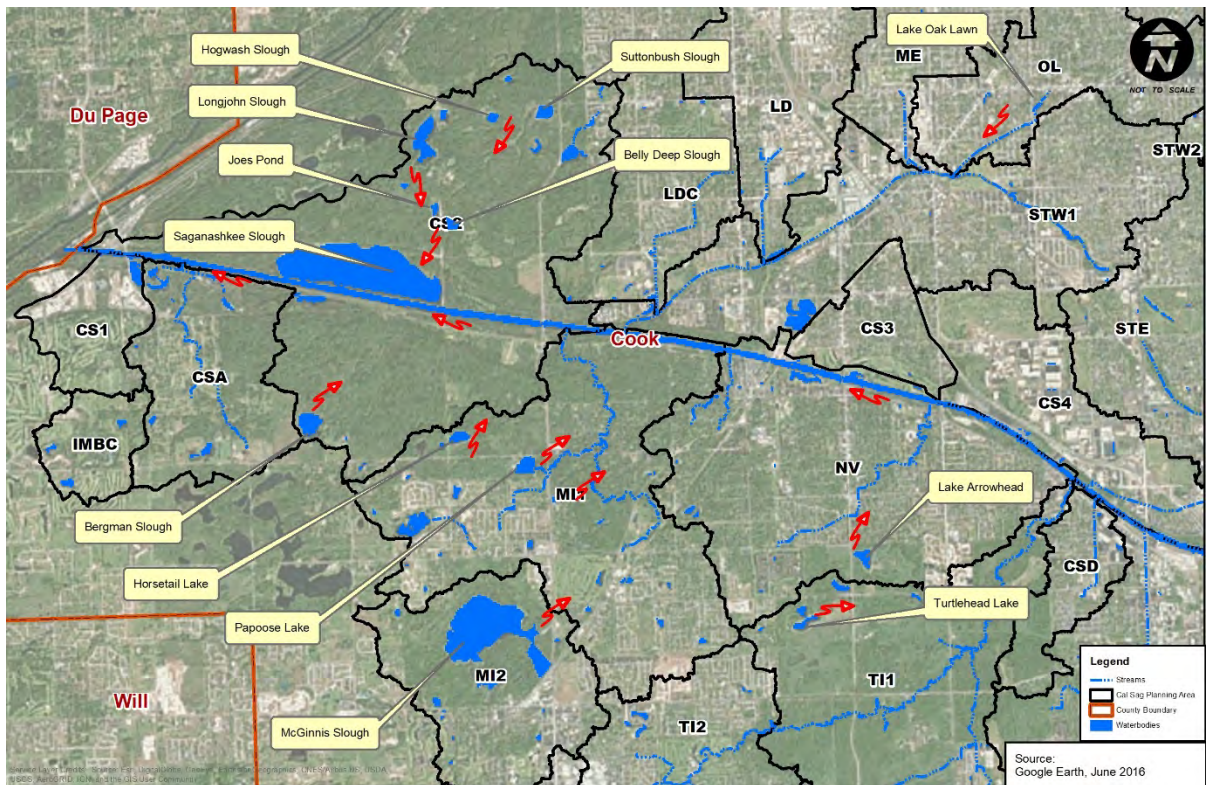 Hogwash Slough
Suttonbush Slough
Lake Oak Lawn
ME
OL
N
NOT TO SCALE
Du Page
Longjohn Slough
LD
Joes Pond
Belly Deep Slough
STW2
LDC
CS2
STW1
Saganashkee Slough
CS1
Cook
CS3
STE
CSA
CS4
IMBC
NV
Lake Arrowhead
MI1
Bergman Slough
CSD
Horsetail Lake
Turtlehead Lake
Papoose Lake
MI2
TI1
Will
TI2
McGinnis Slough
Legend
Streams
Cal Sag Planning Area
County Boundary
Waterbodies
Source:
Google Earth, June 2016